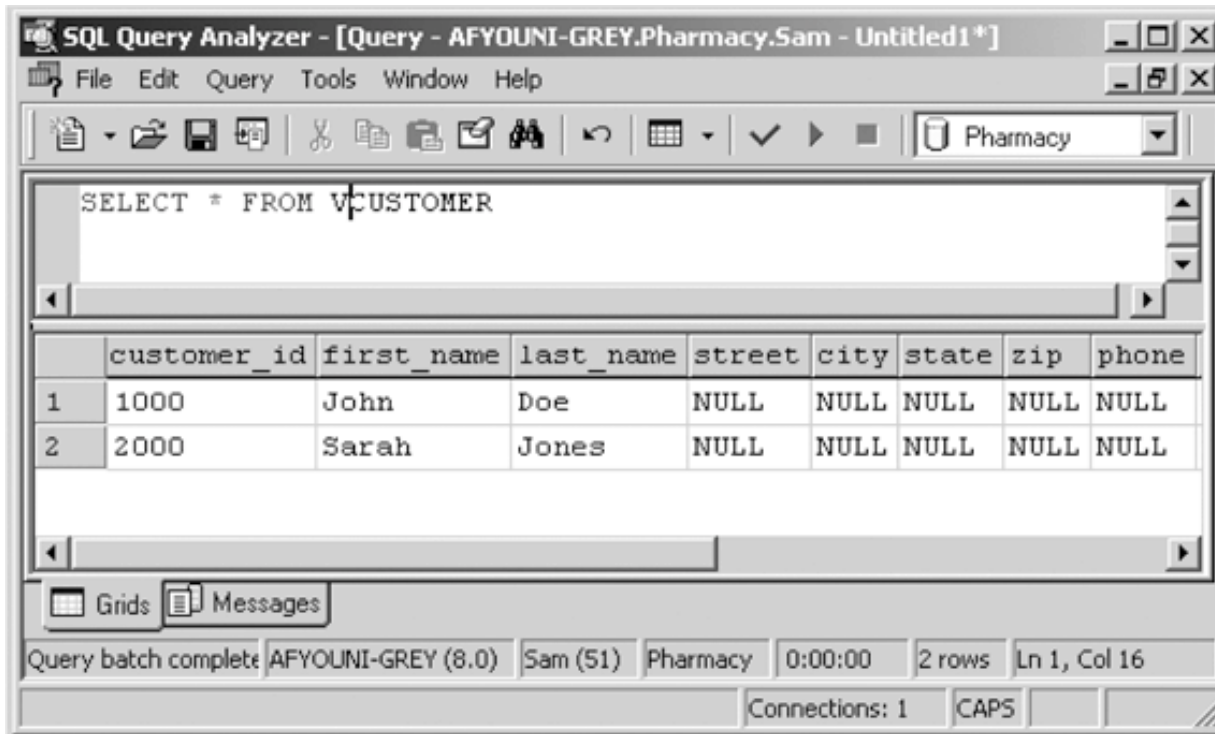 SQL Query Analyzer - [Query - AFYOUNI-GREY.Pharmacy.Sam - Untitled1*]
File Edit Query Tools Window Help
Pharmacy
SELECT * FROM VCUSTOMER
customer_id first_name last_name street city state zip phone
1 1000 John Doe NULL NULL NULL NULL NULL
2 2000 Sarah Jones NULL NULL NULL NULL NULL
Grids Messages
Query batch complete AFYOUNI-GREY (8.0) Sam (51) Pharmacy 0:00:00 2 rows Ln 1, Col 16
Connections: 1 CAPS